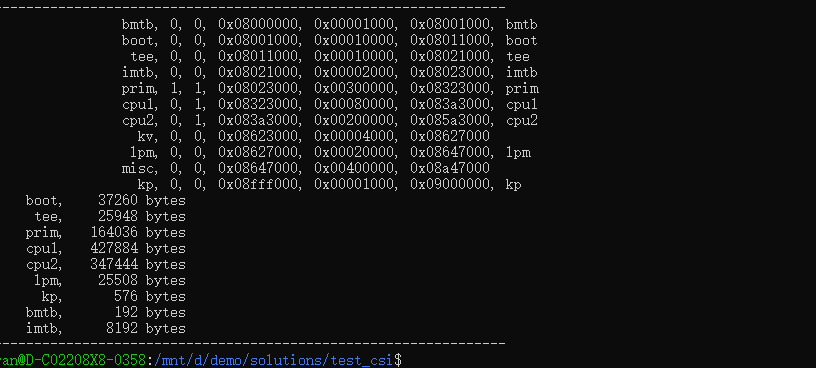 ---------------------------------------------------------------------
bmtb, 0, 0, 0x08000000, 0x00001000, 0x08001000, bmtb
boot, 0, 0, 0x08001000, 0x00010000, 0x08011000, boot
tee, 0, 0, 0x08011000, 0x00010000, 0x08021000, tee
imtb, 0, 0, 0x08021000, 0x00002000, 0x08023000, imtb
prim, 1, 1, 0x08023000, 0x00300000, 0x08323000, prim
cpu1, 0, 1, 0x08323000, 0x00080000, 0x083a3000, cpu1
cpu2, 0, 1, 0x083a3000, 0x00200000, 0x085a3000, cpu2
kv, 0, 0, 0x08623000, 0x00004000, 0x08627000
lpm, 0, 0, 0x08627000, 0x00020000, 0x08647000, lpm
misc, 0, 0, 0x08647000, 0x00400000, 0x08a47000
kp, 0, 0, 0x08fff000, 0x00001000, 0x09000000, kp
boot, 37260 bytes
tee, 25948 bytes
prim, 164036 bytes
cpu1, 427884 bytes
cpu2, 347444 bytes
lpm, 25508 bytes
kp, 576 bytes
bmtb, 192 bytes
imtb, 8192 bytes
---------------------------------------------------------------------
ran@D-C02208X8-0358:/mnt/d/demo/solutions/test_csi$